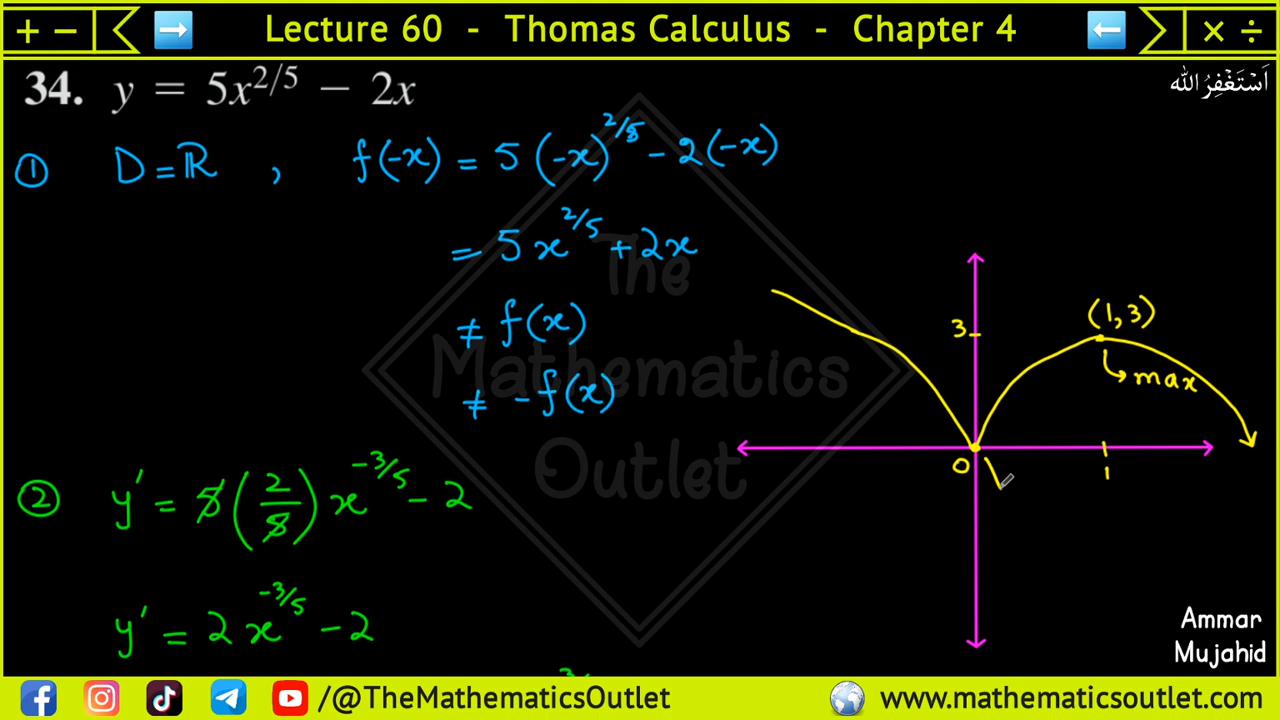 + − ➡ Lecture 60 - Thomas Calculus - Chapter 4 ⬅ × ÷
34. y = 5x^{2/5} − 2x
اَسْتَغْفِرُ الله
① D = ℝ , f(-x) = 5 (-x)^{2/5} - 2(-x)
= 5x^{2/5} + 2x
≠ f(x)
≠ -f(x)
② y' = 5(2/5) x^{-3/5} - 2
y' = 2x^{-3/5} - 2
3
(1, 3)
↳ max
0
1
The
Mathematics
Outlet
Ammar
Mujahid
/@TheMathematicsOutlet www.mathematicsoutlet.com